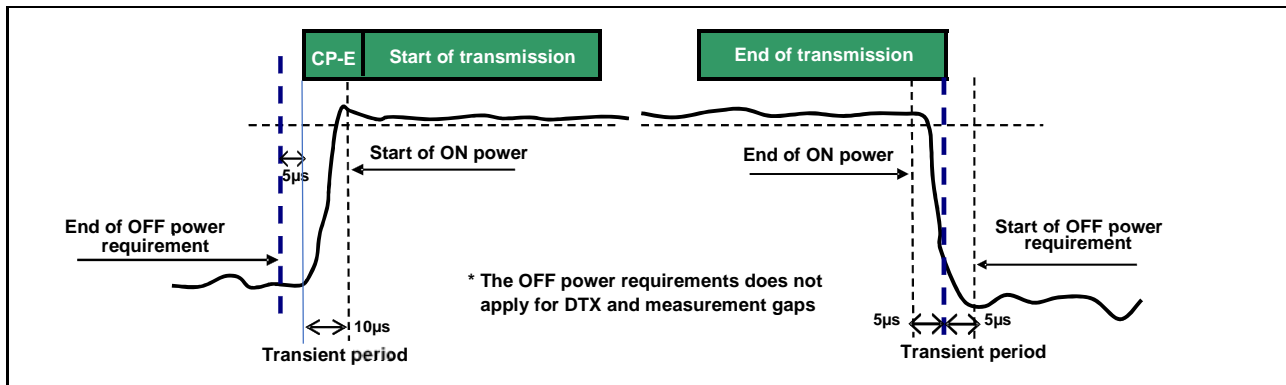 CP-E
Start of transmission
End of transmission
Start of ON power
End of ON power
5µs
End of OFF power
requirement
Start of OFF power
requirement
* The OFF power requirements does not
apply for DTX and measurement gaps
10µs
5µs
5µs
Transient period
Transient period